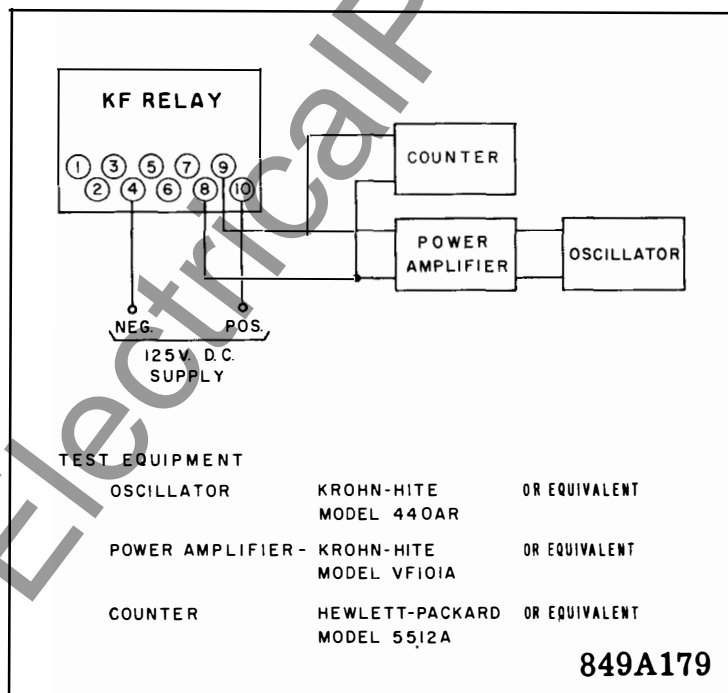 KF RELAY
1 3 5 7 9
2 4 6 8 10
COUNTER
POWER
AMPLIFIER
OSCILLATOR
NEG. POS.
125V. D.C.
SUPPLY
TEST EQUIPMENT
OSCILLATOR KROHN-HITE OR EQUIVALENT
MODEL 440AR
POWER AMPLIFIER- KROHN-HITE OR EQUIVALENT
MODEL VF101A
COUNTER HEWLETT-PACKARD OR EQUIVALENT
MODEL 5512A
849A179